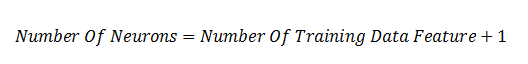 Number Of Neurons = Number Of Training Data Feature + 1